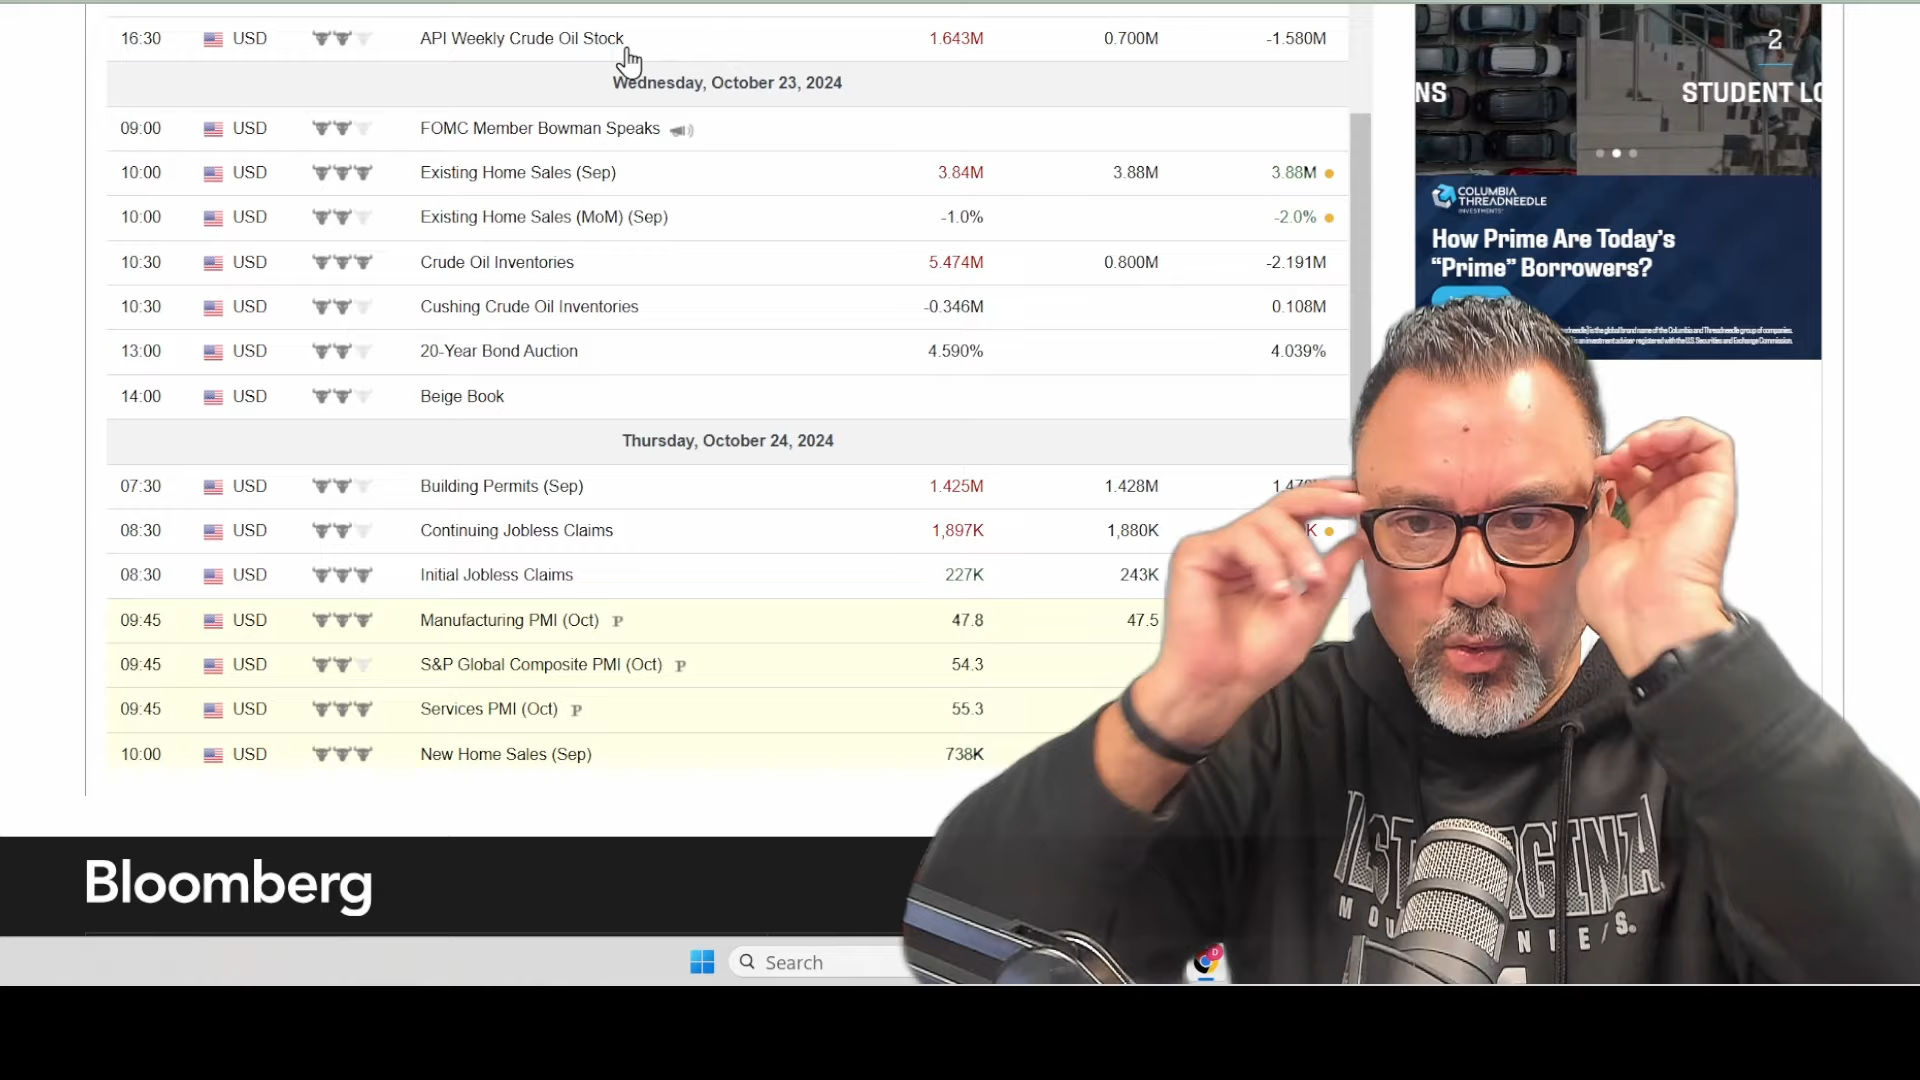 16:30 USD API Weekly Crude Oil Stock 1.643M 0.700M -1.580M
Wednesday, October 23, 2024
09:00 USD FOMC Member Bowman Speaks
10:00 USD Existing Home Sales (Sep) 3.84M 3.88M 3.88M
10:00 USD Existing Home Sales (MoM) (Sep) -1.0% -2.0%
10:30 USD Crude Oil Inventories 5.474M 0.800M -2.191M
10:30 USD Cushing Crude Oil Inventories -0.346M 0.108M
13:00 USD 20-Year Bond Auction 4.590% 4.039%
14:00 USD Beige Book
Thursday, October 24, 2024
07:30 USD Building Permits (Sep) 1.425M 1.428M
08:30 USD Continuing Jobless Claims 1,897K 1,880K K
08:30 USD Initial Jobless Claims 227K 243K
09:45 USD Manufacturing PMI (Oct) P 47.8 47.5
09:45 USD S&P Global Composite PMI (Oct) P 54.3
09:45 USD Services PMI (Oct) P 55.3
10:00 USD New Home Sales (Sep) 738K
2
NS
STUDENT LO
COLUMBIA
THREADNEEDLE
INVESTMENTS
How Prime Are Today's
"Prime" Borrowers?
Bloomberg
Search
D